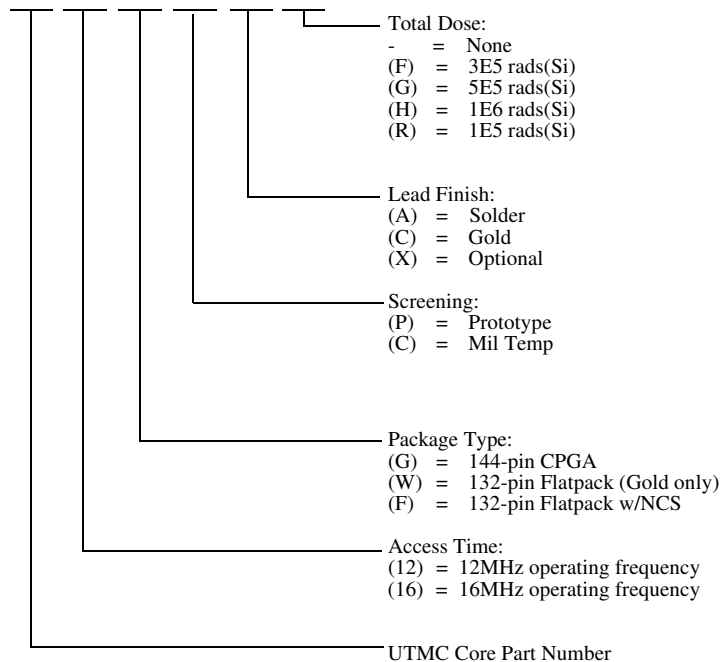 Total Dose:
- = None
(F) = 3E5 rads(Si)
(G) = 5E5 rads(Si)
(H) = 1E6 rads(Si)
(R) = 1E5 rads(Si)
Lead Finish:
(A) = Solder
(C) = Gold
(X) = Optional
Screening:
(P) = Prototype
(C) = Mil Temp
Package Type:
(G) = 144-pin CPGA
(W) = 132-pin Flatpack (Gold only)
(F) = 132-pin Flatpack w/NCS
Access Time:
(12) = 12MHz operating frequency
(16) = 16MHz operating frequency
UTMC Core Part Number